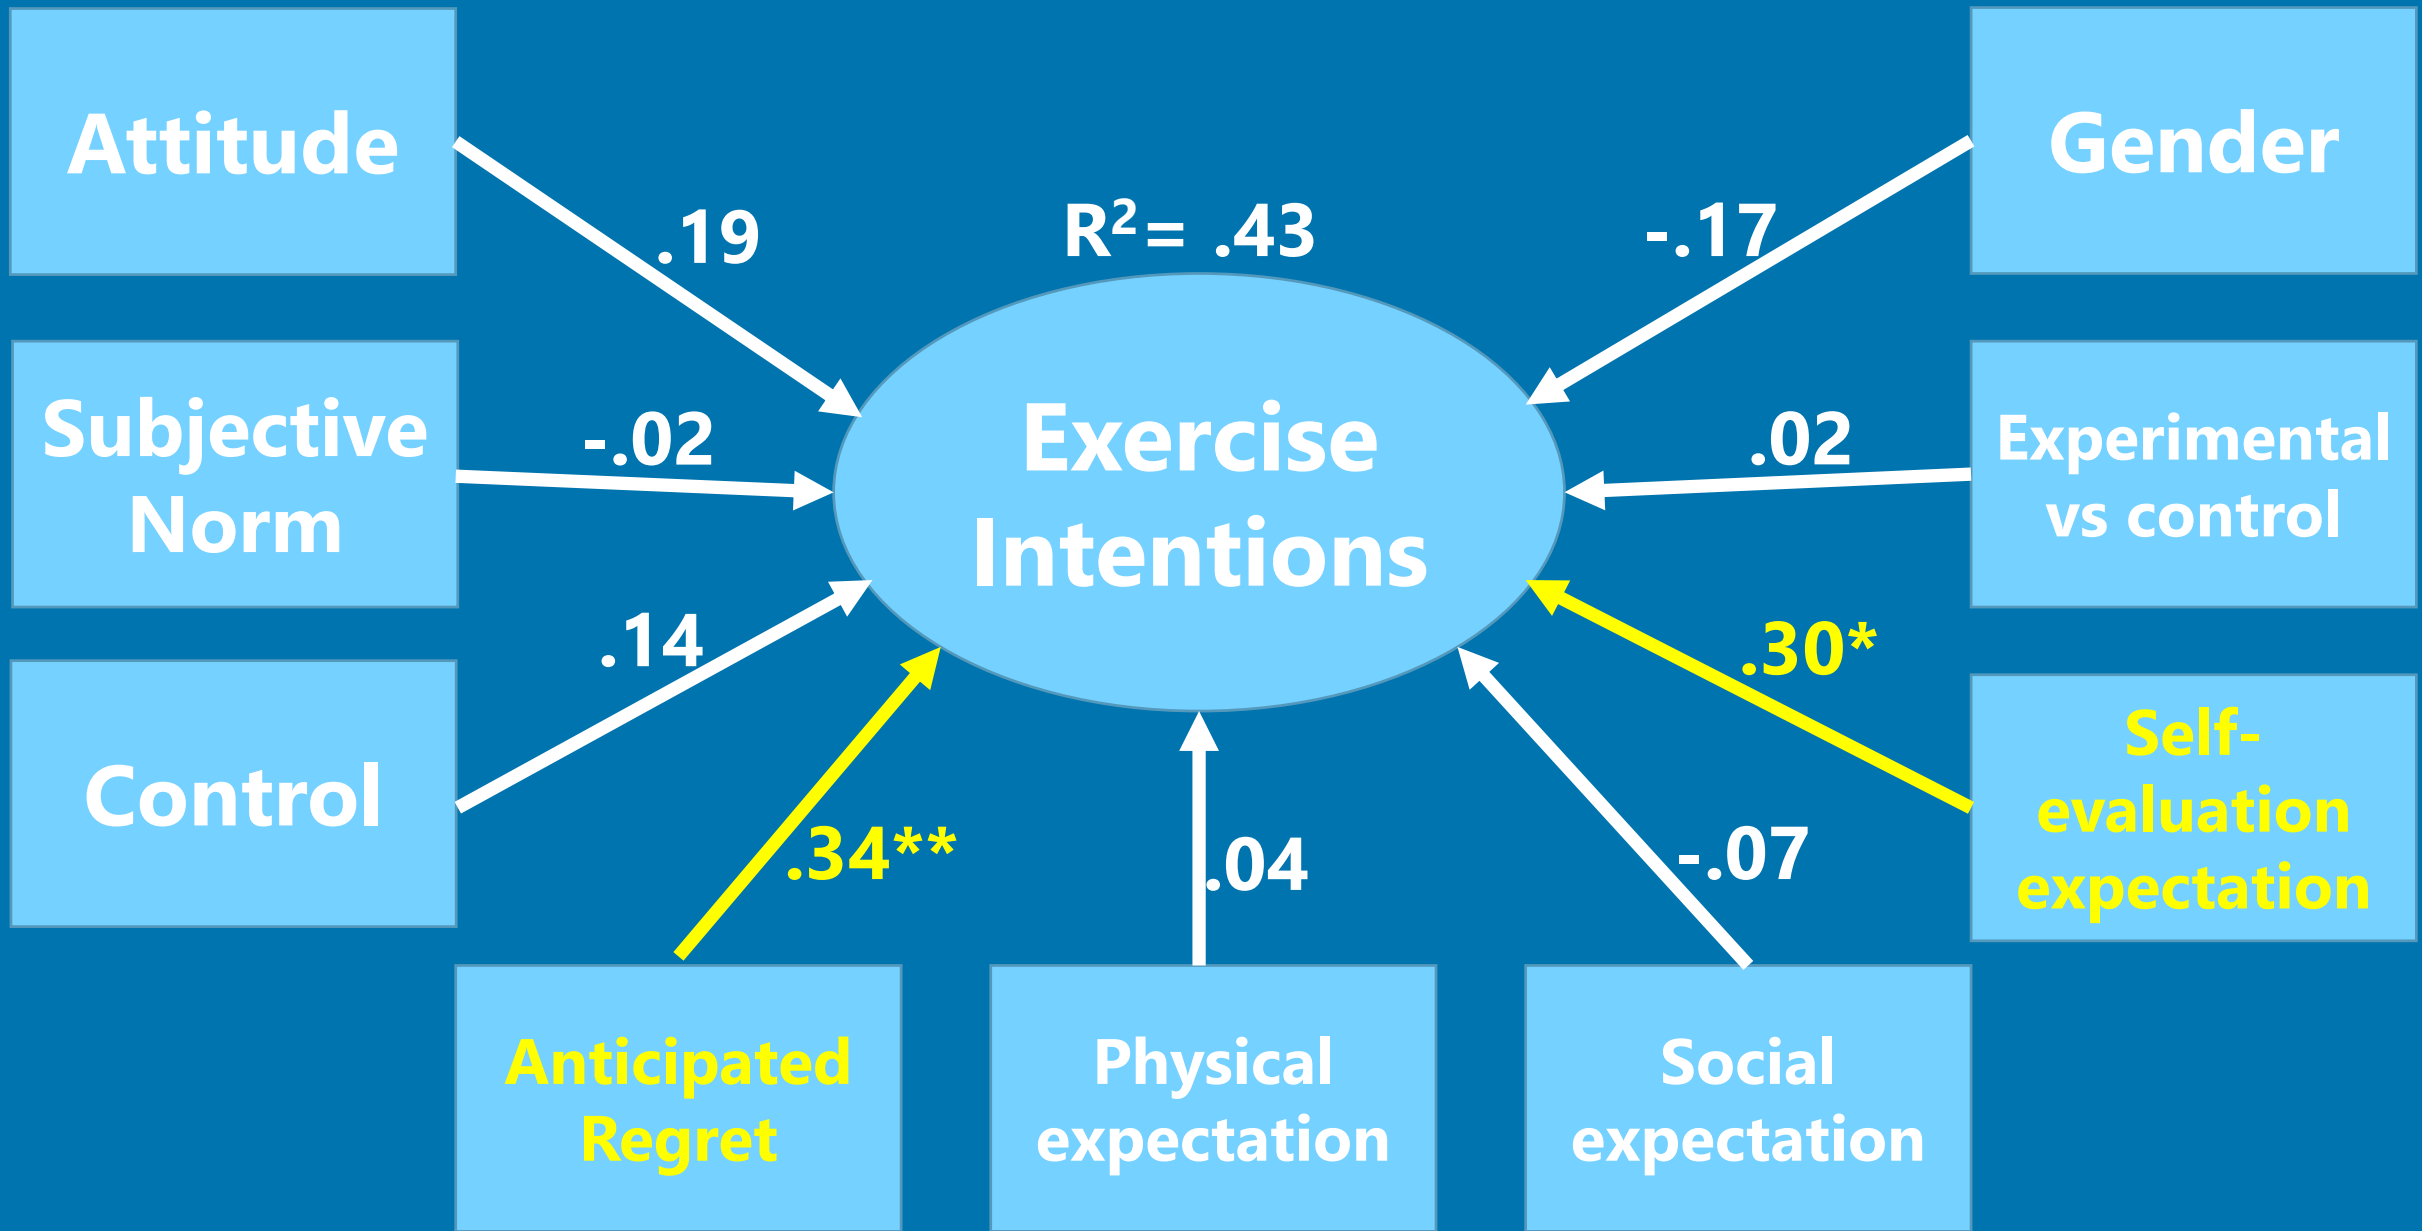 Attitude
Gender
.19
R²= .43
-.17
Subjective
Norm
-.02
Exercise
Intentions
.02
Experimental
vs control
Control
.14
.30*
Self-
evaluation
expectation
.34**
.04
-.07
Anticipated
Regret
Physical
expectation
Social
expectation